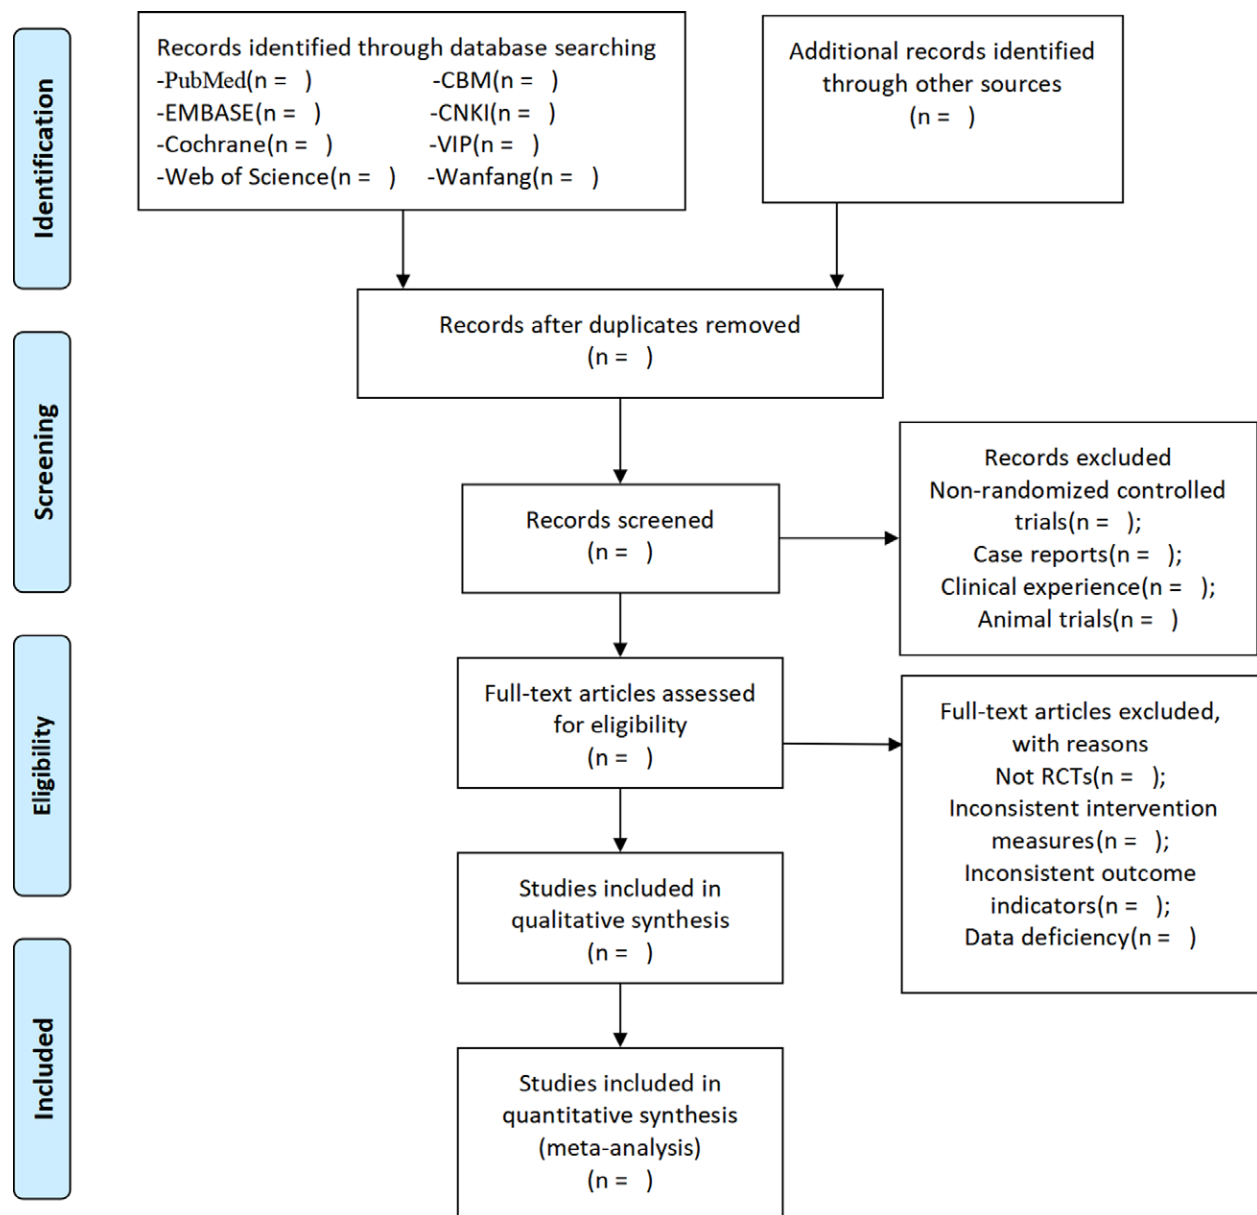 Identification
Records identified through database searching
-PubMed(n =   )   -CBM(n =   )
-EMBASE(n =   )   -CNKI(n =   )
-Cochrane(n =   )   -VIP(n =   )
-Web of Science(n =   )   -Wanfang(n =   )
Additional records identified
through other sources
(n =   )
Records after duplicates removed
(n =   )
Screening
Records screened
(n =   )
Records excluded
Non-randomized controlled
trials(n =   );
Case reports(n =   );
Clinical experience(n =   );
Animal trials(n =   )
Eligibility
Full-text articles assessed
for eligibility
(n =   )
Full-text articles excluded,
with reasons
Not RCTs(n =   );
Inconsistent intervention
measures(n =   );
Inconsistent outcome
indicators(n =   );
Data deficiency(n =   )
Studies included in
qualitative synthesis
(n =   )
Included
Studies included in
quantitative synthesis
(meta-analysis)
(n =   )